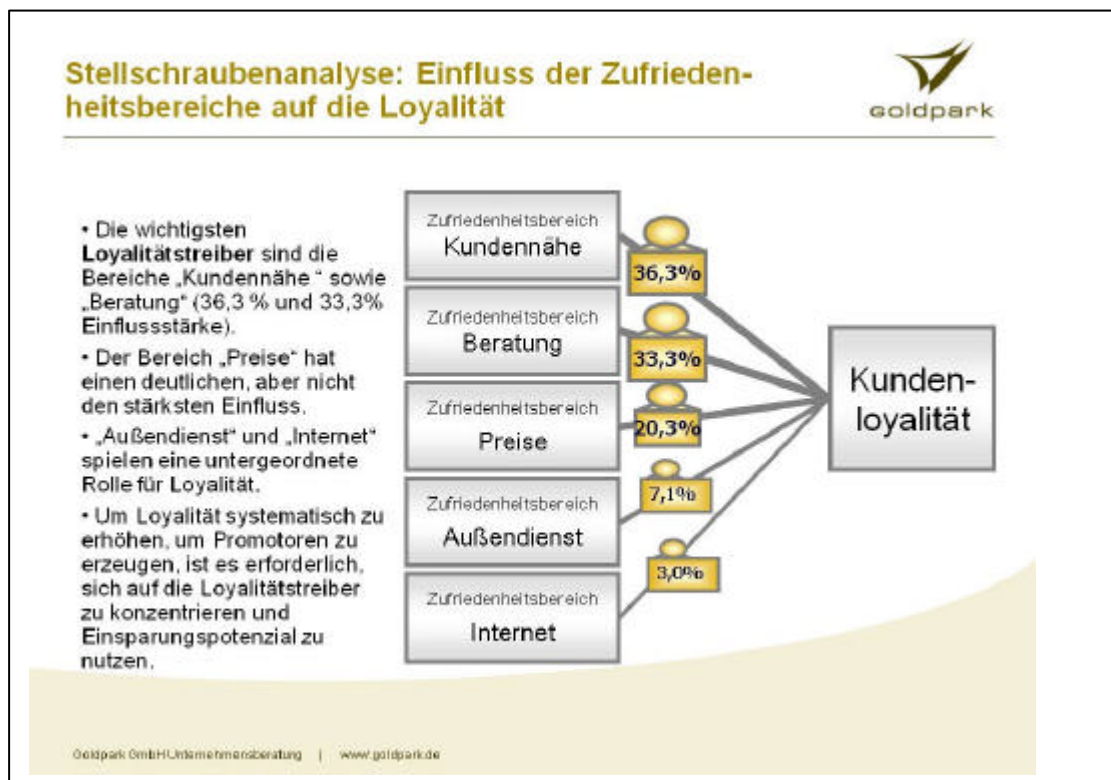 Stellschraubenanalyse: Einfluss der Zufrieden-
heitsbereiche auf die Loyalität
Goldpark
• Die wichtigsten
Loyalitätstreiber sind die
Bereiche „Kundennähe “ sowie
„Beratung“ (36,3 % und 33,3%
Einflussstärke).
• Der Bereich „Preise“ hat
einen deutlichen, aber nicht
den stärksten Einfluss.
• „Außendienst“ und „Internet“
spielen eine untergeordnete
Rolle für Loyalität.
• Um Loyalität systematisch zu
erhöhen, um Promotoren zu
erzeugen, ist es erforderlich,
sich auf die Loyalitätstreiber
zu konzentrieren und
Einsparungspotenzial zu
nutzen.
Zufriedenheitsbereich
Kundennähe
36,3%
Zufriedenheitsbereich
Beratung
33,3%
Zufriedenheitsbereich
Preise
20,3%
Zufriedenheitsbereich
Außendienst
7,1%
Zufriedenheitsbereich
Internet
3,0%
Kunden-
loyalität
Goldpark GmbH Unternehmensberatung | www.goldpark.de